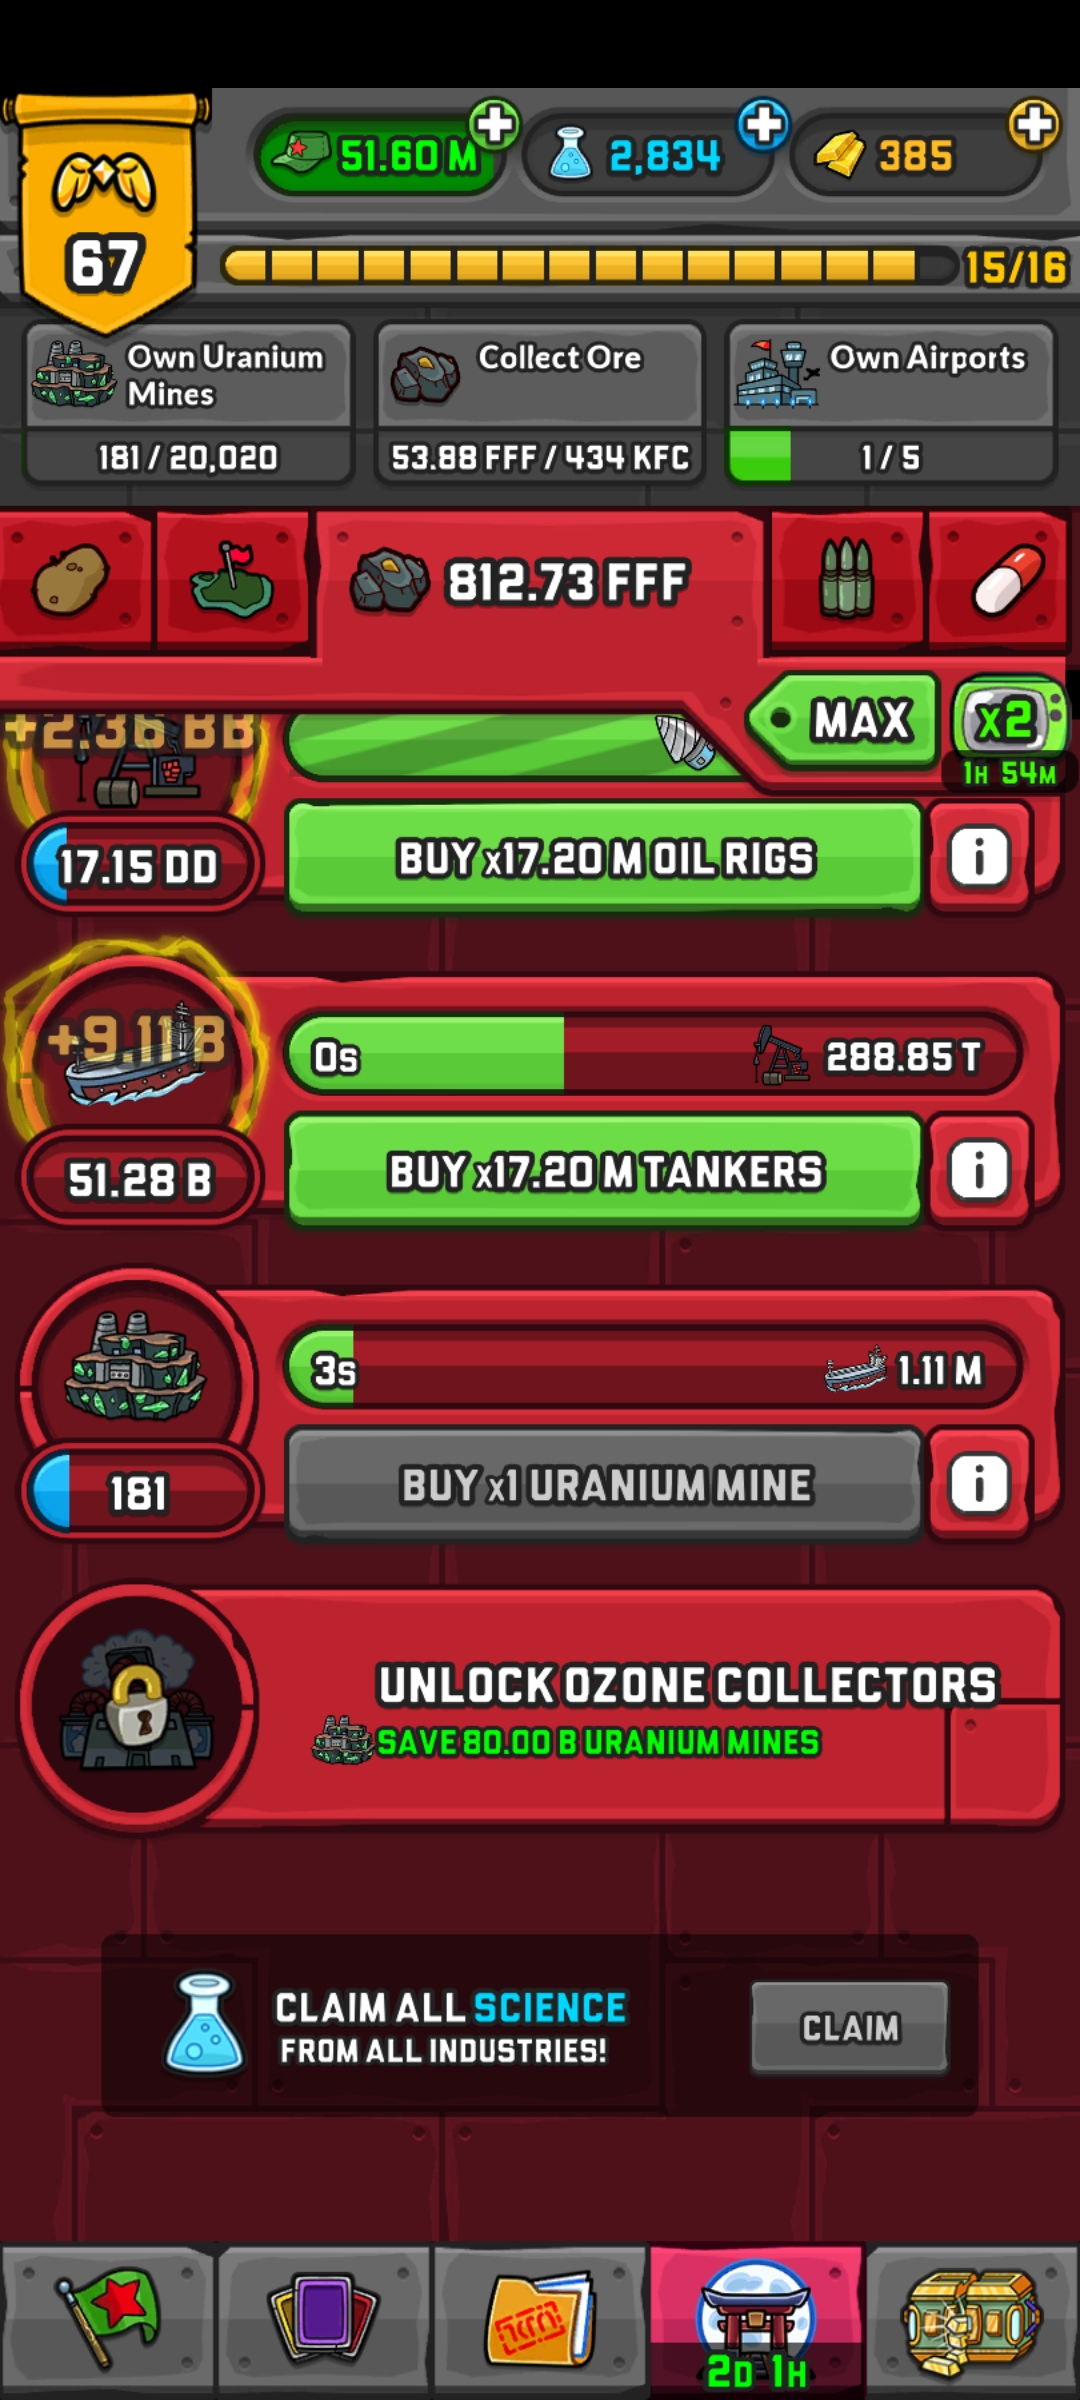 51.60 M
2,834
385
67
15/16
Own Uranium
Mines
181 / 20,020
Collect Ore
53.88 FFF / 434 KFC
Own Airports
1 / 5
812.73 FFF
MAX
x2
1H 54M
+2.36 BB
17.15 DD
BUY x17.20 M OIL RIGS
i
+9.11 B
0s
288.85 T
51.28 B
BUY x17.20 M TANKERS
i
3s
1.11 M
181
BUY x1 URANIUM MINE
i
UNLOCK OZONE COLLECTORS
SAVE 80.00 B URANIUM MINES
CLAIM ALL SCIENCE
FROM ALL INDUSTRIES!
CLAIM
2D 1H